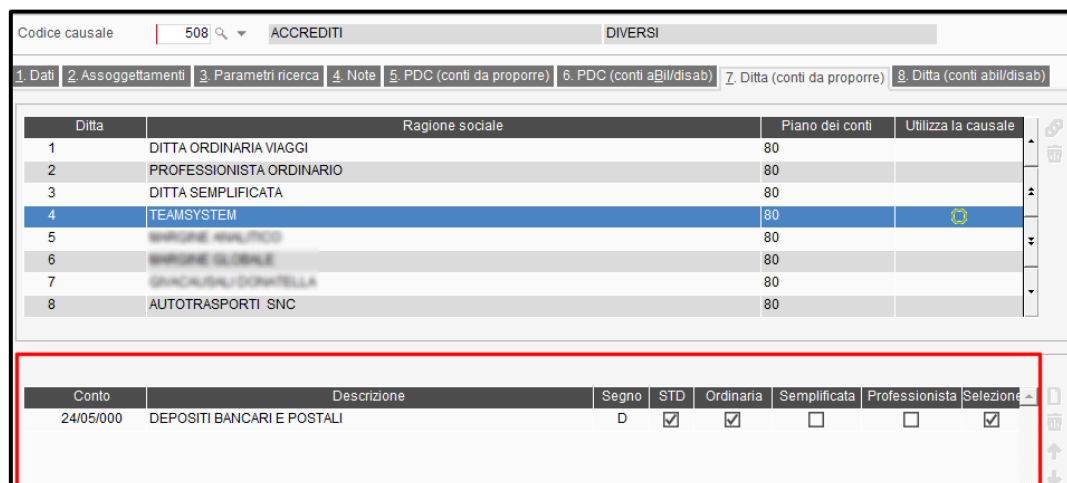 Codice causale 508 ACCREDITI DIVERSI
1. Dati 2. Assoggettamenti 3. Parametri ricerca 4. Note 5. PDC (conti da proporre) 6. PDC (conti aBil/disab) 7. Ditta (conti da proporre) 8. Ditta (conti abil/disab)
Ditta Ragione sociale Piano dei conti Utilizza la causale
1 DITTA ORDINARIA VIAGGI 80
2 PROFESSIONISTA ORDINARIO 80
3 DITTA SEMPLIFICATA 80
4 TEAMSYSTEM 80
5 80
6 80
7 80
8 AUTOTRASPORTI SNC 80
Conto Descrizione Segno STD Ordinaria Semplificata Professionista Selezione
24/05/000 DEPOSITI BANCARI E POSTALI D